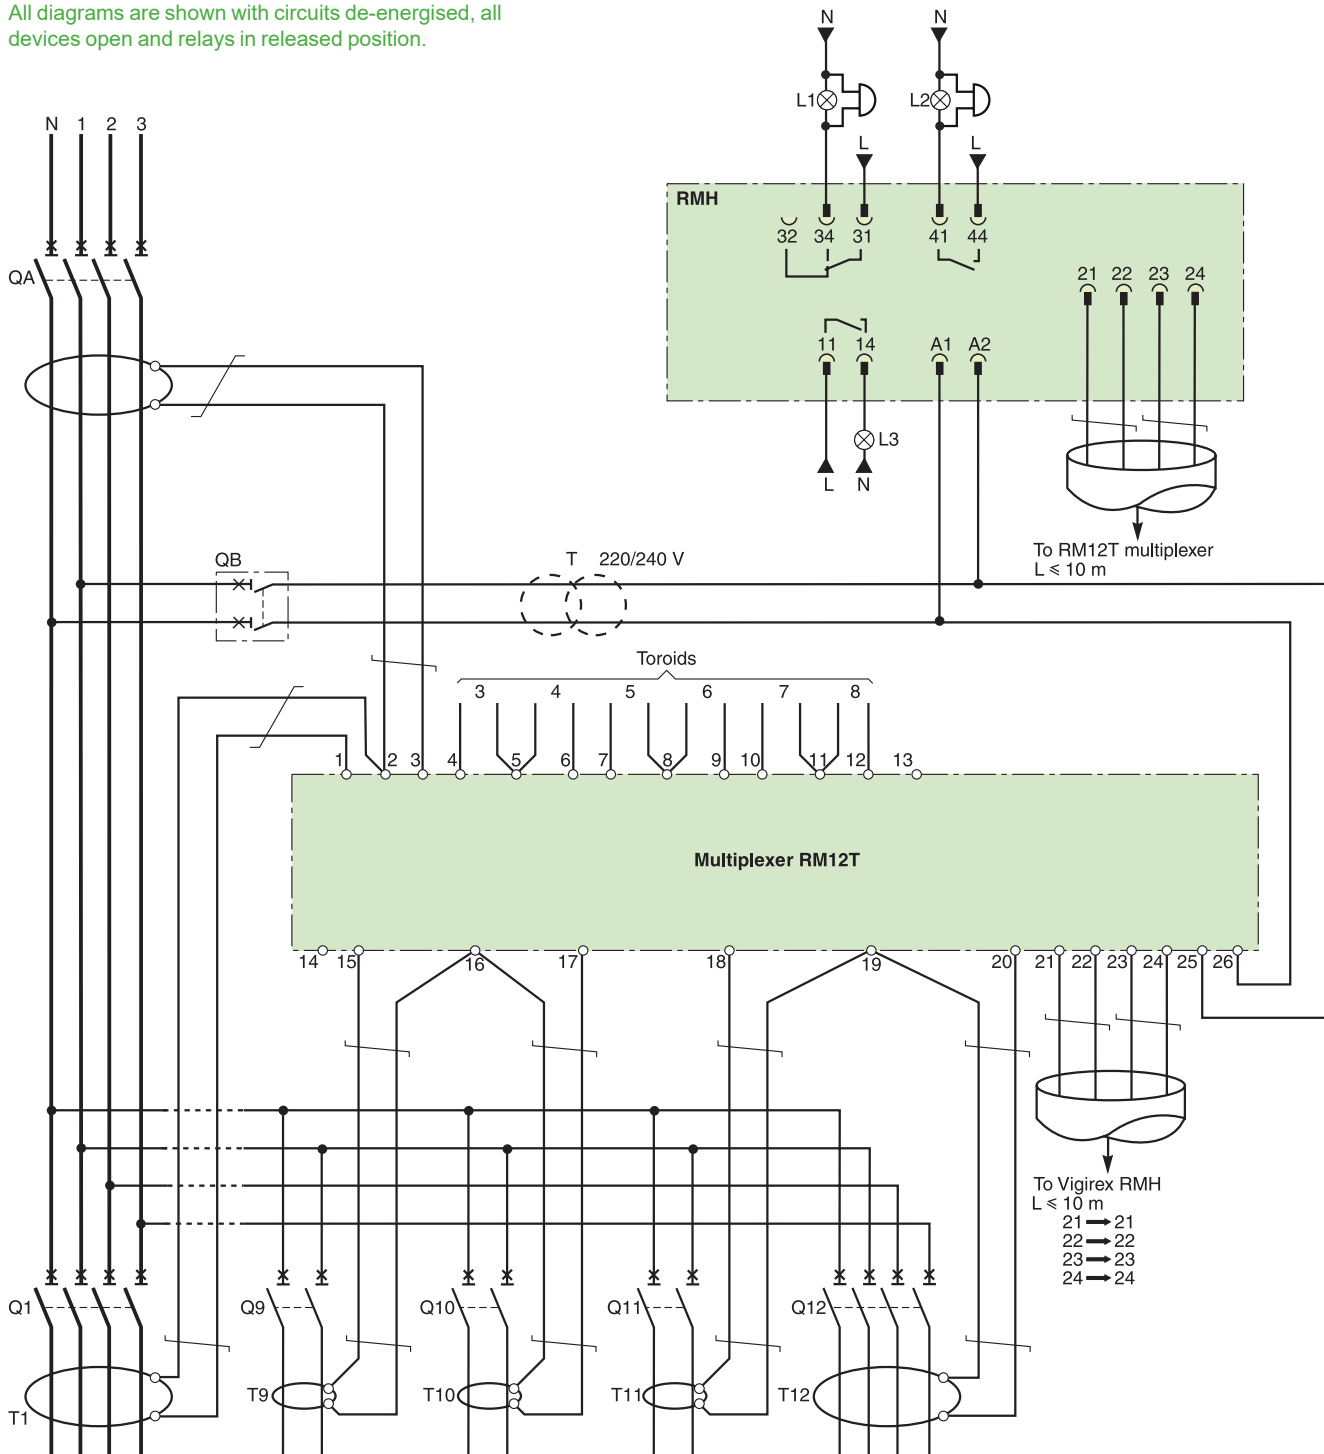 All diagrams are shown with circuits de-energised, all
devices open and relays in released position.
N N
L1 L2
N 1 2 3
L L
RMH
32 34 31 41 44
QA
21 22 23 24
11 14 A1 A2
L3
L N
QB
T 220/240 V
To RM12T multiplexer
L ⩽ 10 m
Toroids
3 4 5 6 7 8
1 2 3 4 5 6 7 8 9 10 11 12 13
Multiplexer RM12T
14 15 16 17 18 19 20 21 22 23 24 25 26
To Vigirex RMH
L ⩽ 10 m
21 → 21
22 → 22
23 → 23
24 → 24
Q1 Q9 Q10 Q11 Q12
T1 T9 T10 T11 T12